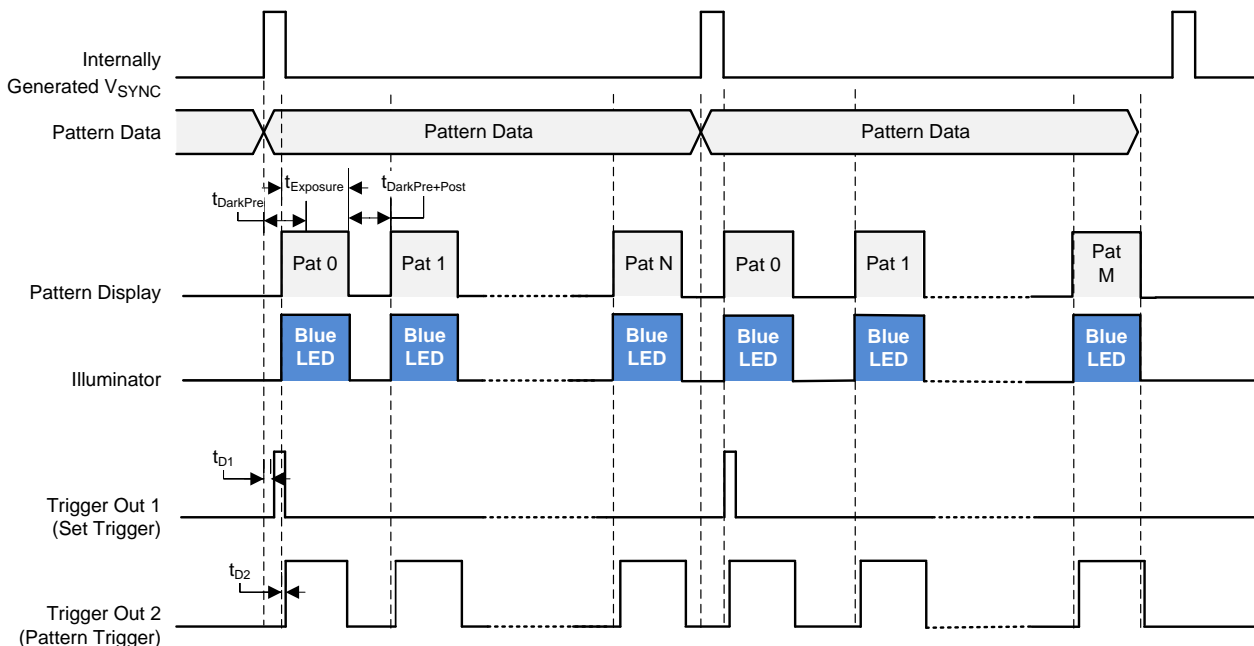 Internally
Generated VSYNC
Pattern Data
Pattern Data
Pattern Data
tExposure
tDarkPre+Post
tDarkPre
Pat 0
Pat 1
Pat N
Pat 0
Pat 1
Pat
M
Pattern Display
Blue
LED
Blue
LED
Blue
LED
Blue
LED
Blue
LED
Blue
LED
Illuminator
tD1
Trigger Out 1
(Set Trigger)
tD2
Trigger Out 2
(Pattern Trigger)